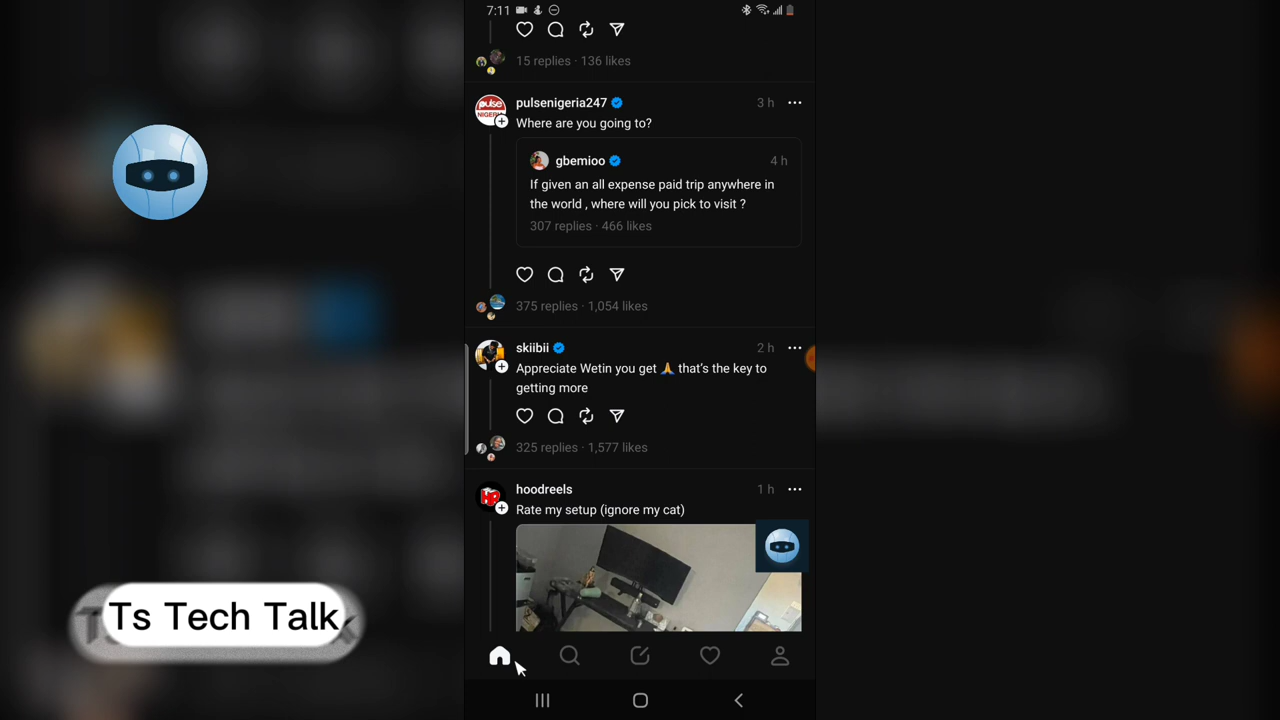 7:11
15 replies · 136 likes
pulse
NIGERIA
pulsenigeria247
3 h
Where are you going to?
gbemioo
4 h
If given an all expense paid trip anywhere in
the world , where will you pick to visit ?
307 replies · 466 likes
375 replies · 1,054 likes
skiibii
2 h
Appreciate Wetin you get 🙏 that's the key to
getting more
325 replies · 1,577 likes
hoodreels
1 h
Rate my setup (ignore my cat)
Ts Tech Talk